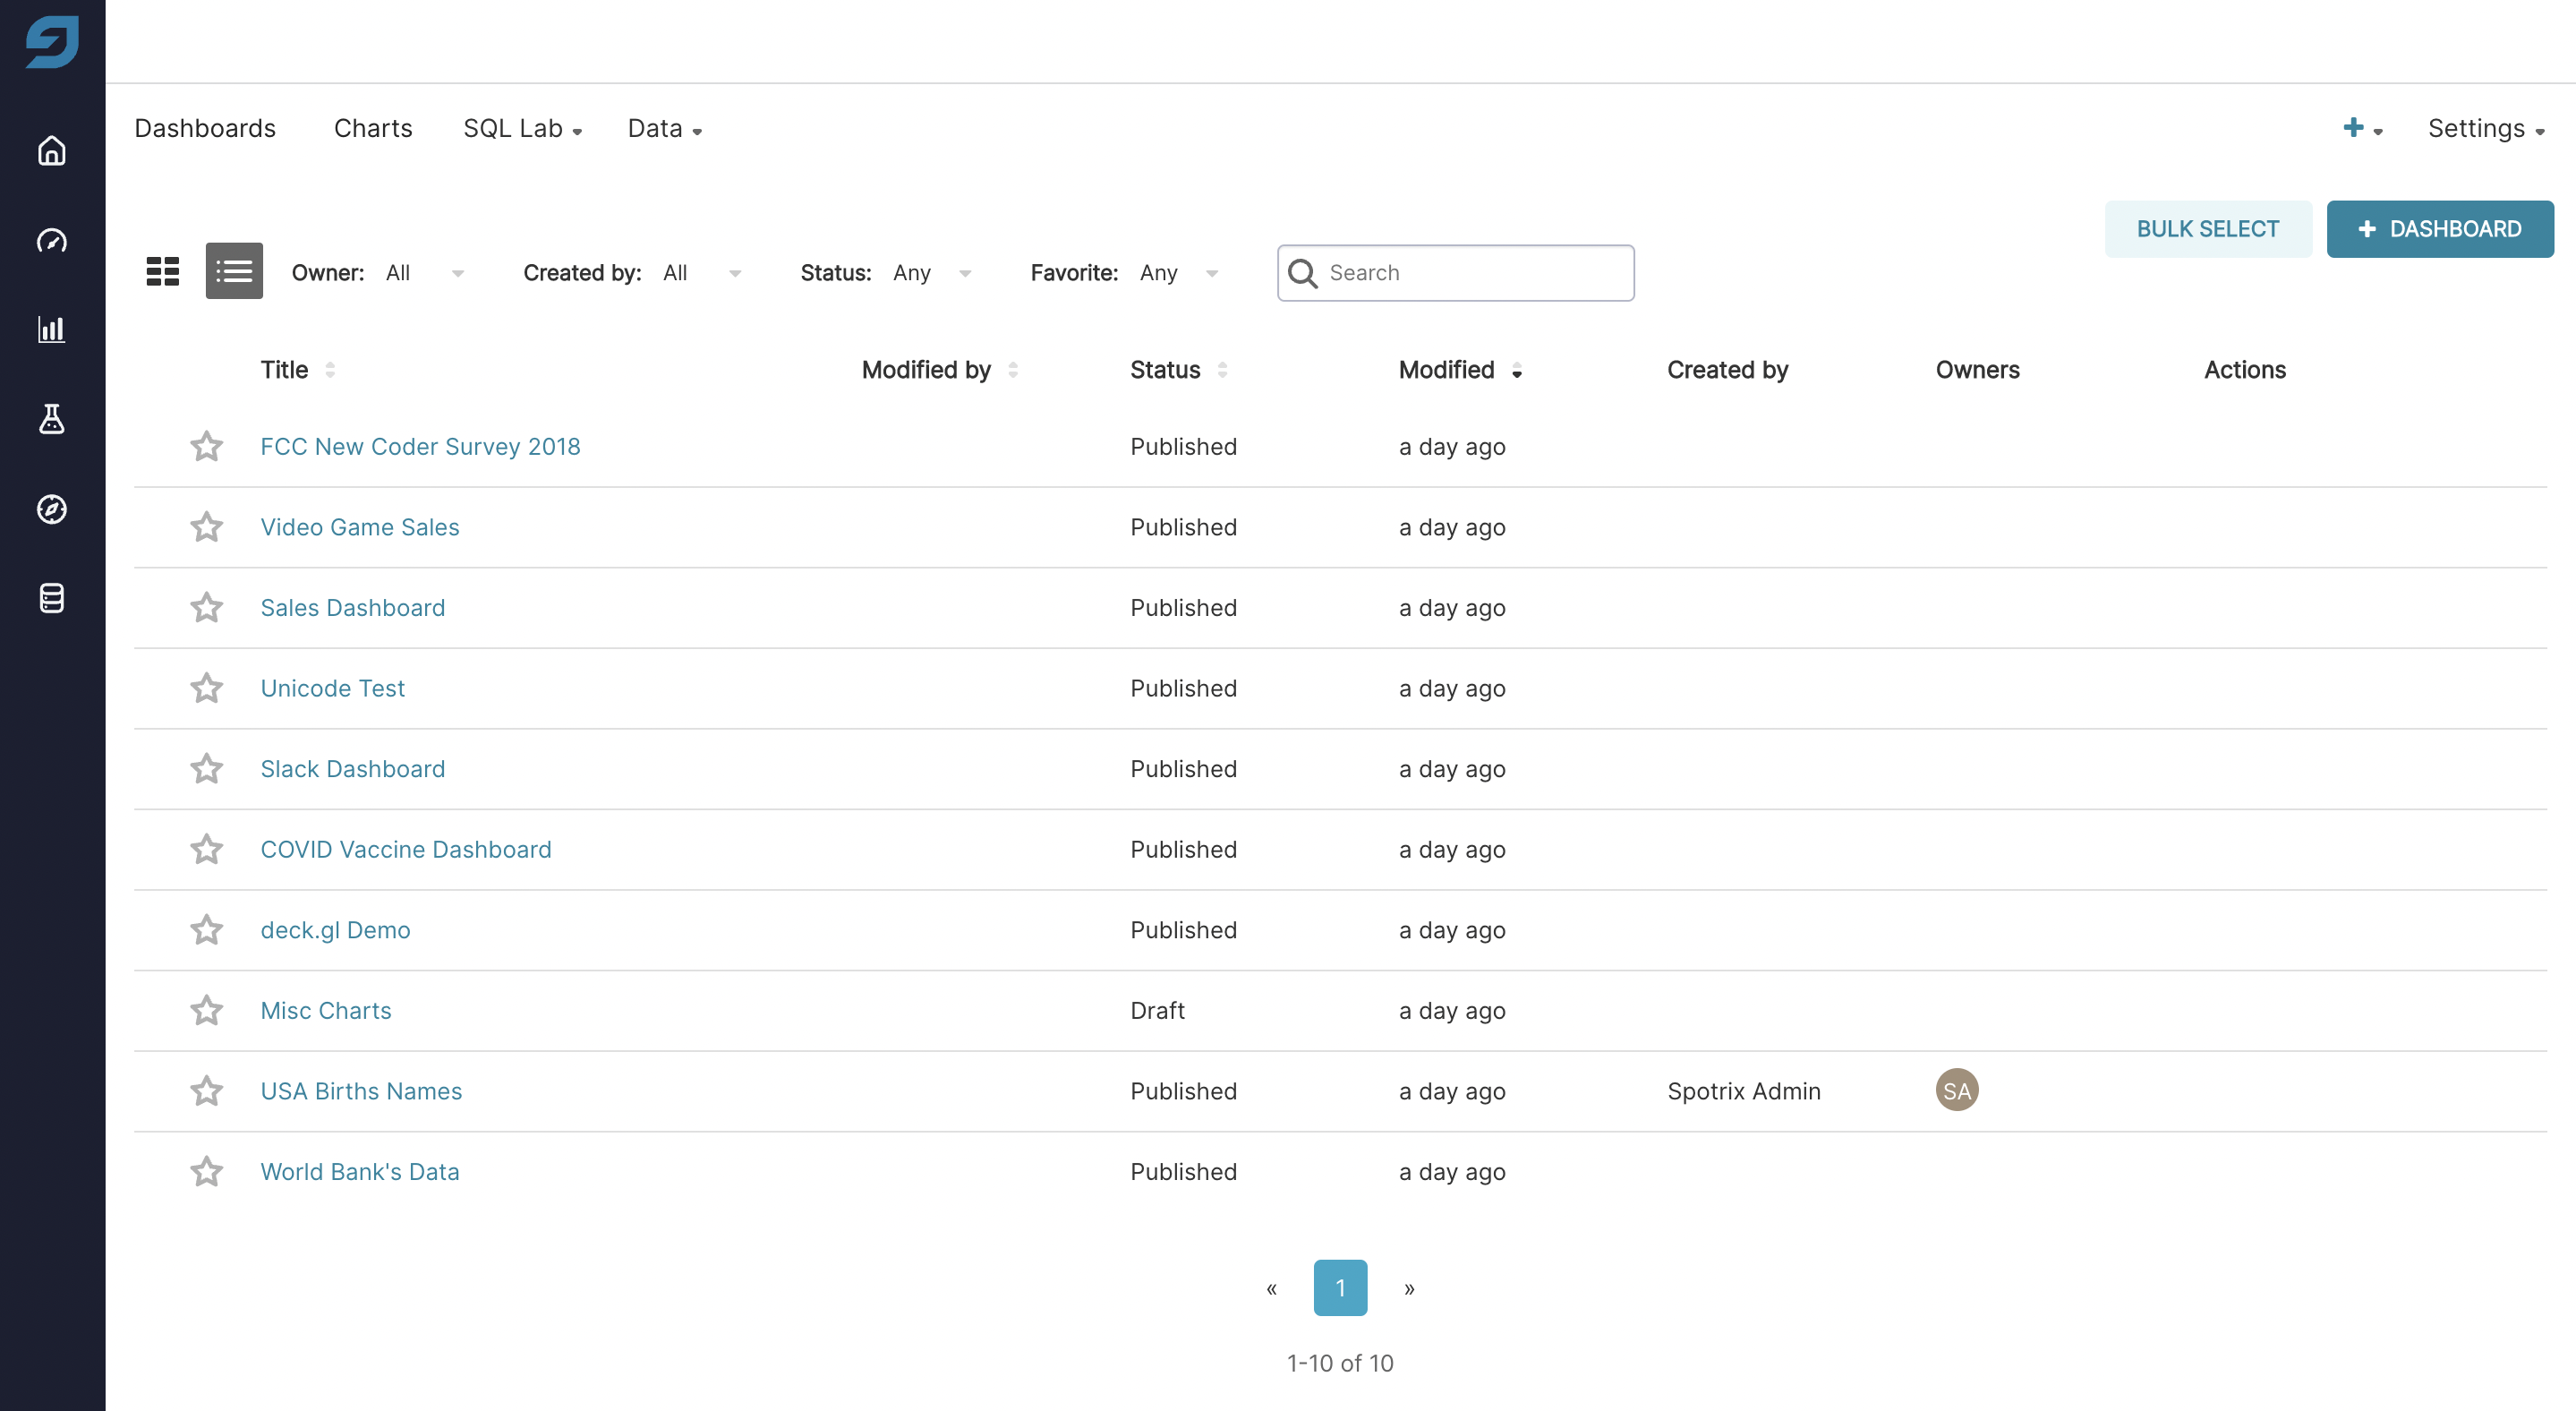 Dashboards Charts SQL Lab Data Settings
BULK SELECT DASHBOARD
Owner: All Created by: All Status: Any Favorite: Any Search
Title Modified by Status Modified Created by Owners Actions
FCC New Coder Survey 2018 Published a day ago
Video Game Sales Published a day ago
Sales Dashboard Published a day ago
Unicode Test Published a day ago
Slack Dashboard Published a day ago
COVID Vaccine Dashboard Published a day ago
deck.gl Demo Published a day ago
Misc Charts Draft a day ago
USA Births Names Published a day ago Spotrix Admin SA
World Bank's Data Published a day ago
« 1 »
1-10 of 10